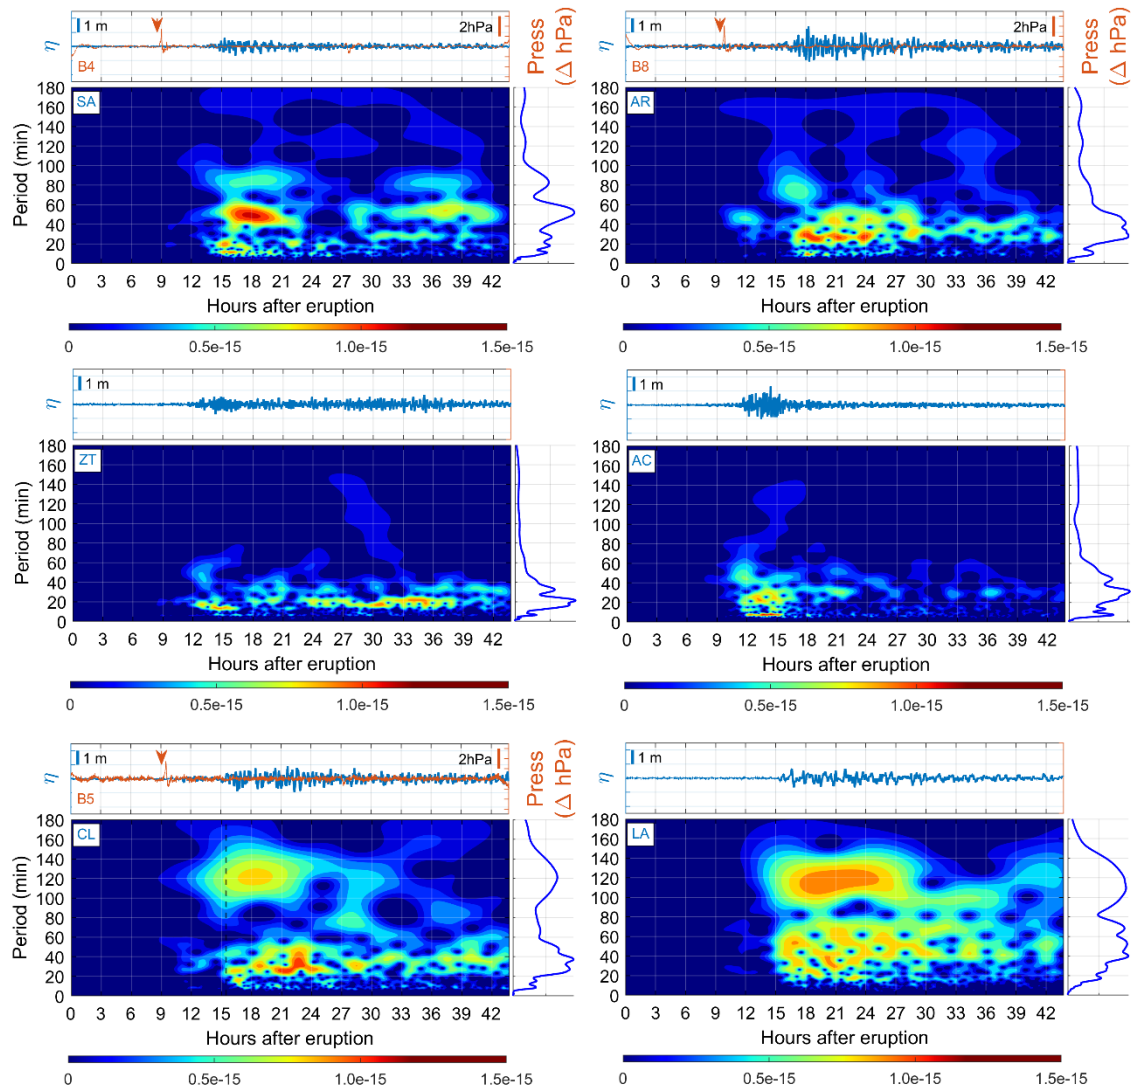 1 m 2hPa
η B4 Press (Δ hPa)
1 m 2hPa
η B8 Press (Δ hPa)
SA
Period (min)
180
160
140
120
100
80
60
40
20
0
0 3 6 9 12 15 18 21 24 27 30 33 36 39 42
Hours after eruption
0 0.5e-15 1.0e-15 1.5e-15
AR
180
160
140
120
100
80
60
40
20
0
0 3 6 9 12 15 18 21 24 27 30 33 36 39 42
Hours after eruption
0 0.5e-15 1.0e-15 1.5e-15
1 m
η
1 m
η
ZT
Period (min)
180
160
140
120
100
80
60
40
20
0
0 3 6 9 12 15 18 21 24 27 30 33 36 39 42
Hours after eruption
0 0.5e-15 1.0e-15 1.5e-15
AC
180
160
140
120
100
80
60
40
20
0
0 3 6 9 12 15 18 21 24 27 30 33 36 39 42
Hours after eruption
0 0.5e-15 1.0e-15 1.5e-15
1 m 2hPa
η B5 Press (Δ hPa)
1 m
η
CL
Period (min)
180
160
140
120
100
80
60
40
20
0
0 3 6 9 12 15 18 21 24 27 30 33 36 39 42
Hours after eruption
0 0.5e-15 1.0e-15 1.5e-15
LA
180
160
140
120
100
80
60
40
20
0
0 3 6 9 12 15 18 21 24 27 30 33 36 39 42
Hours after eruption
0 0.5e-15 1.0e-15 1.5e-15